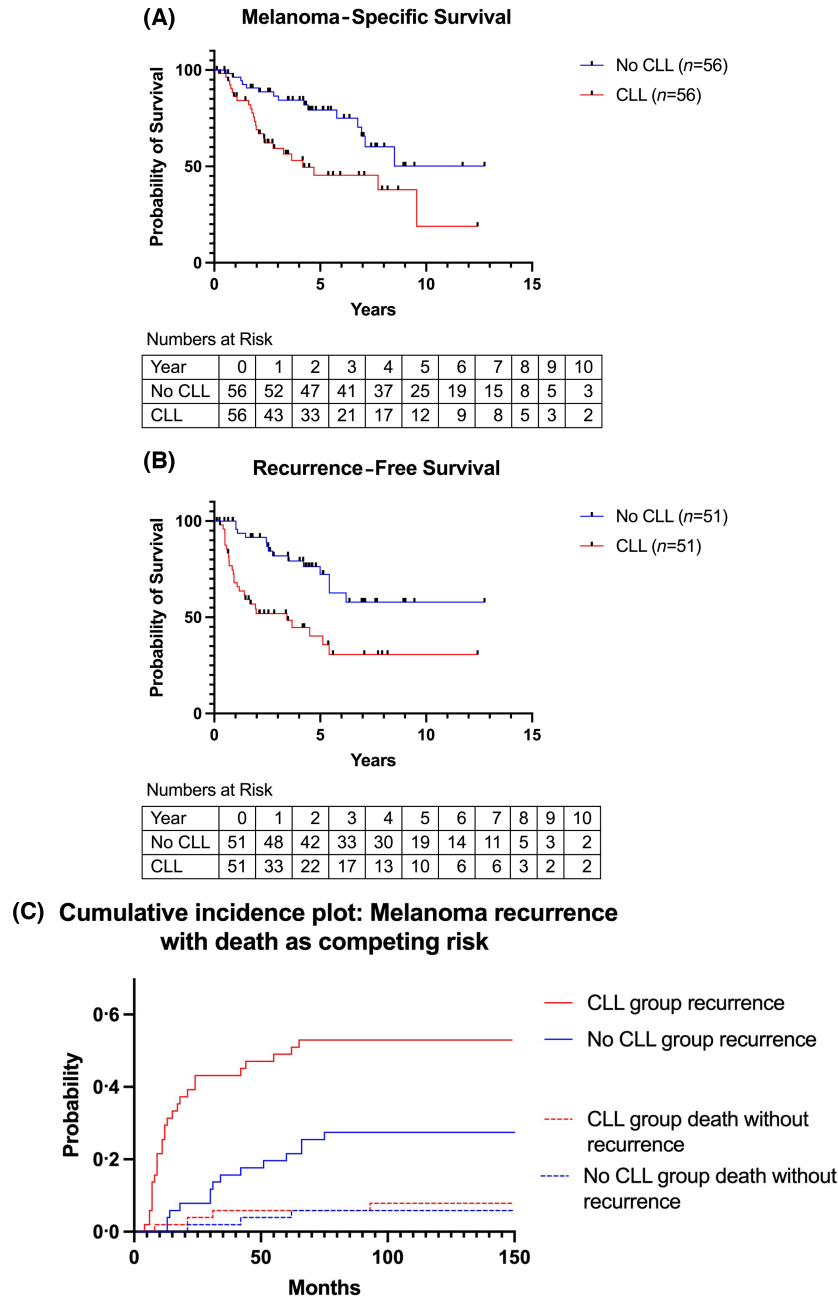 (A) Melanoma-Specific Survival
100
50
0
Probability of Survival
0 5 10 15
Years
No CLL (n=56)
CLL (n=56)
Numbers at Risk
Year 0 1 2 3 4 5 6 7 8 9 10
No CLL 56 52 47 41 37 25 19 15 8 5 3
CLL 56 43 33 21 17 12 9 8 5 3 2
(B) Recurrence-Free Survival
100
50
0
Probability of Survival
0 5 10 15
Years
No CLL (n=51)
CLL (n=51)
Numbers at Risk
Year 0 1 2 3 4 5 6 7 8 9 10
No CLL 51 48 42 33 30 19 14 11 5 3 2
CLL 51 33 22 17 13 10 6 6 3 2 2
(C) Cumulative incidence plot: Melanoma recurrence
with death as competing risk
0·6
0·4
0·2
0·0
Probability
0 50 100 150
Months
CLL group recurrence
No CLL group recurrence
CLL group death without
recurrence
No CLL group death without
recurrence